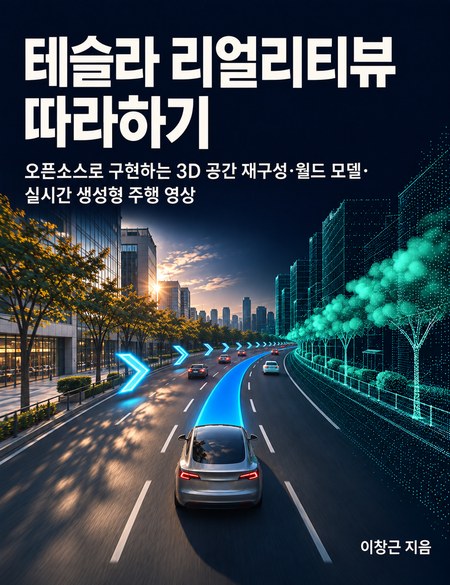 테슬라 리얼리티뷰
따라하기
오픈소스로 구현하는 3D 공간 재구성·월드 모델·
실시간 생성형 주행 영상
이창근 지음